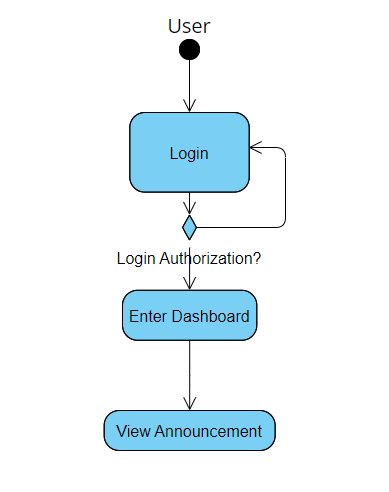 User
Login
Login Authorization?
Enter Dashboard
View Announcement